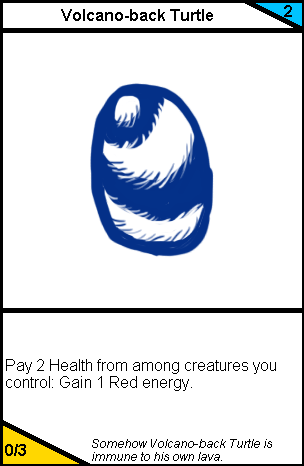 Volcano-back Turtle
2
Pay 2 Health from among creatures you
control: Gain 1 Red energy.
0/3
Somehow Volcano-back Turtle is
immune to his own lava.